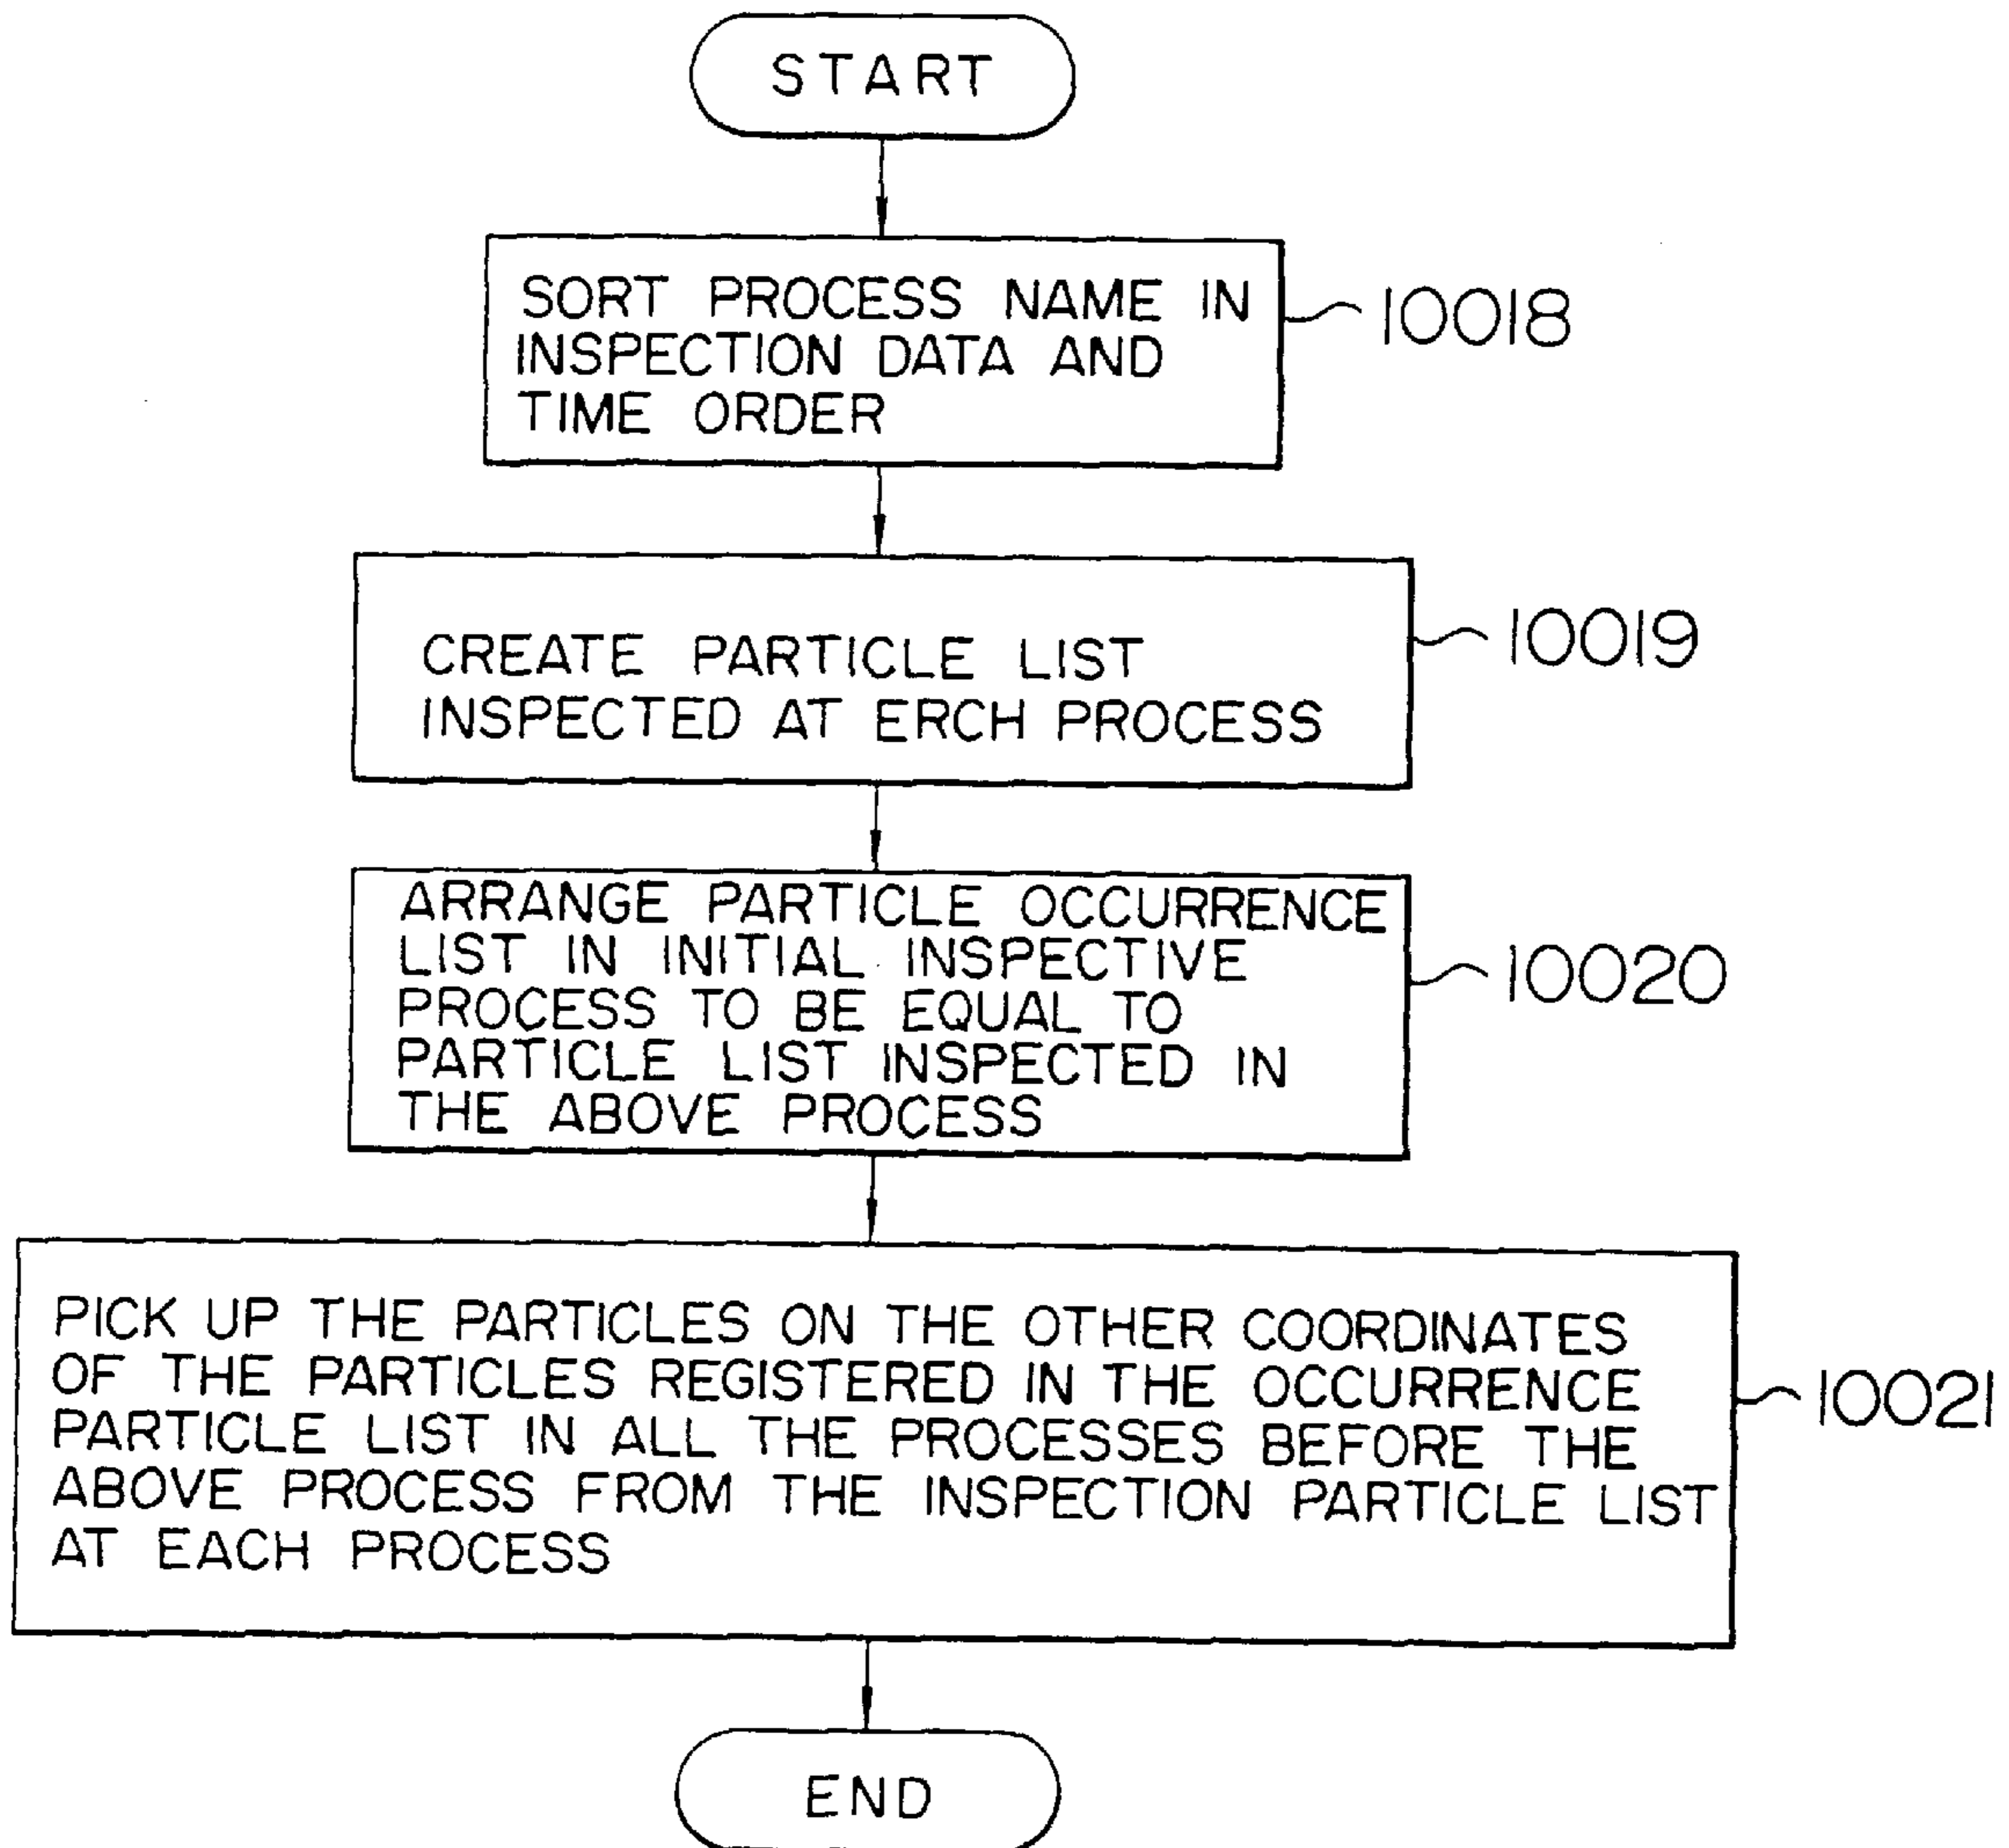 START
SORT PROCESS NAME IN
INSPECTION DATA AND
TIME ORDER
10018
CREATE PARTICLE LIST
INSPECTED AT ERCH PROCESS
10019
ARRANGE PARTICLE OCCURRENCE
LIST IN INITIAL INSPECTIVE
PROCESS TO BE EQUAL TO
PARTICLE LIST INSPECTED IN
THE ABOVE PROCESS
10020
PICK UP THE PARTICLES ON THE OTHER COORDINATES
OF THE PARTICLES REGISTERED IN THE OCCURRENCE
PARTICLE LIST IN ALL THE PROCESSES BEFORE THE
ABOVE PROCESS FROM THE INSPECTION PARTICLE LIST
AT EACH PROCESS
10021
END